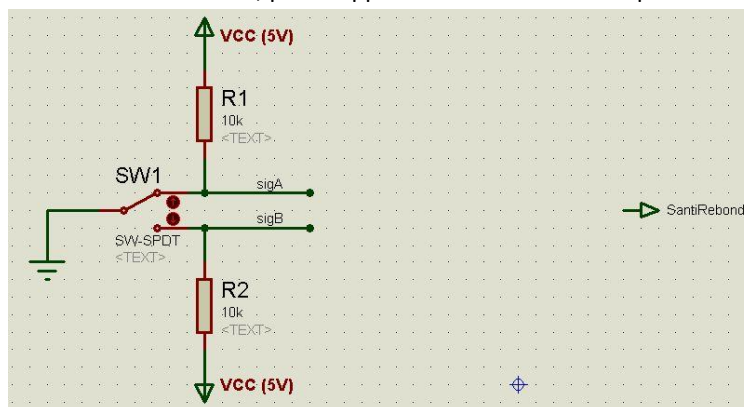 VCC (5V)
R1
10k
<TEXT>
SW1
sigA
sigB
SantiRebond
SW-SPDT
<TEXT>
R2
10k
<TEXT>
VCC (5V)